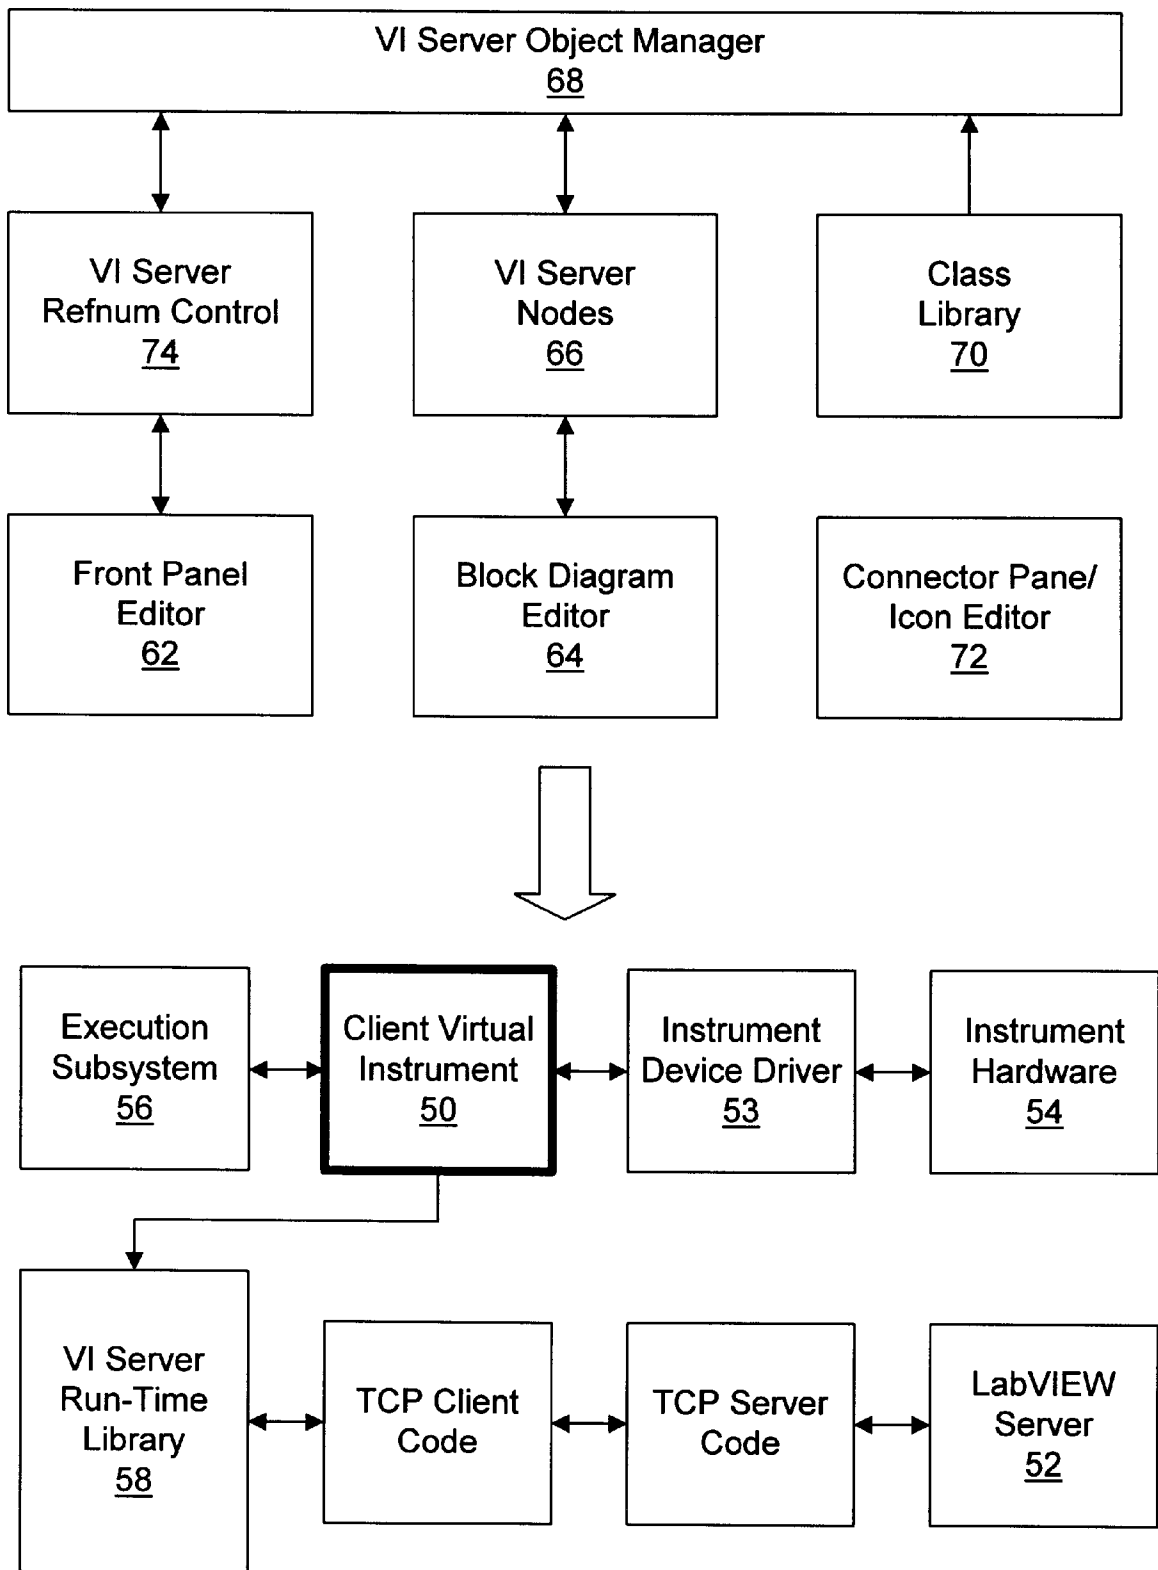 VI Server Object Manager
68
VI Server
Refnum Control
74
VI Server
Nodes
66
Class
Library
70
Front Panel
Editor
62
Block Diagram
Editor
64
Connector Pane/
Icon Editor
72
Execution
Subsystem
56
Client Virtual
Instrument
50
Instrument
Device Driver
53
Instrument
Hardware
54
VI Server
Run-Time
Library
58
TCP Client
Code
TCP Server
Code
LabVIEW
Server
52